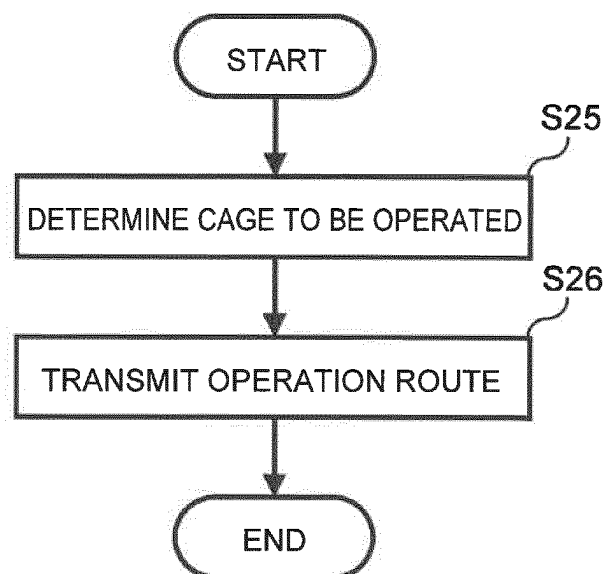 START
S25
DETERMINE CAGE TO BE OPERATED
S26
TRANSMIT OPERATION ROUTE
END